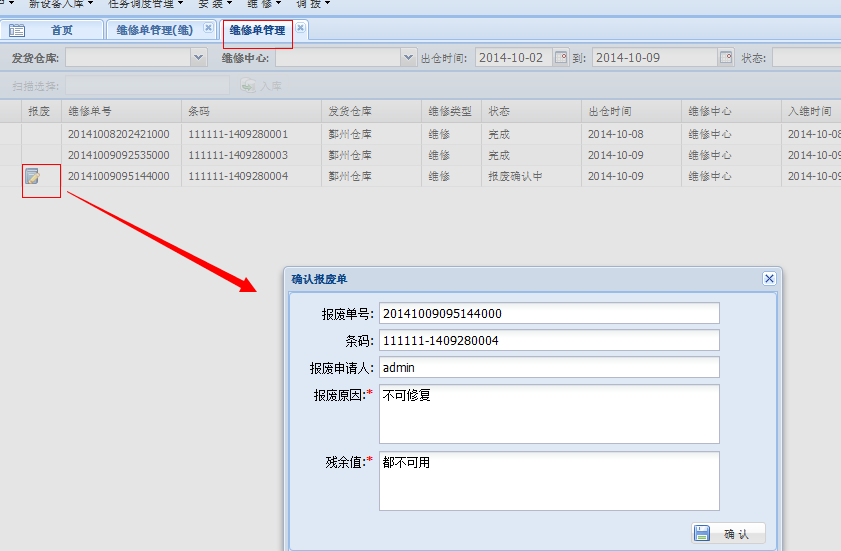 新设备入库 任务调度管理 安 装 维 修 调 拨
首页 维修单管理(维) 维修单管理
发货仓库: 维修中心: 出仓时间: 2014-10-02 到: 2014-10-09 状态:
扫描选择: 入库
报废 维修单号 条码 发货仓库 维修类型 状态 出仓时间 维修中心 入维时间
20141008202421000 111111-1409280001 鄞州仓库 维修 完成 2014-10-08 维修中心 2014-10-08
20141009092535000 111111-1409280003 鄞州仓库 维修 完成 2014-10-09 维修中心 2014-10-09
20141009095144000 111111-1409280004 鄞州仓库 维修 报废确认中 2014-10-09 维修中心 2014-10-09
确认报废单
报废单号: 20141009095144000
条码: 111111-1409280004
报废申请人: admin
报废原因:* 不可修复
残余值:* 都不可用
确 认